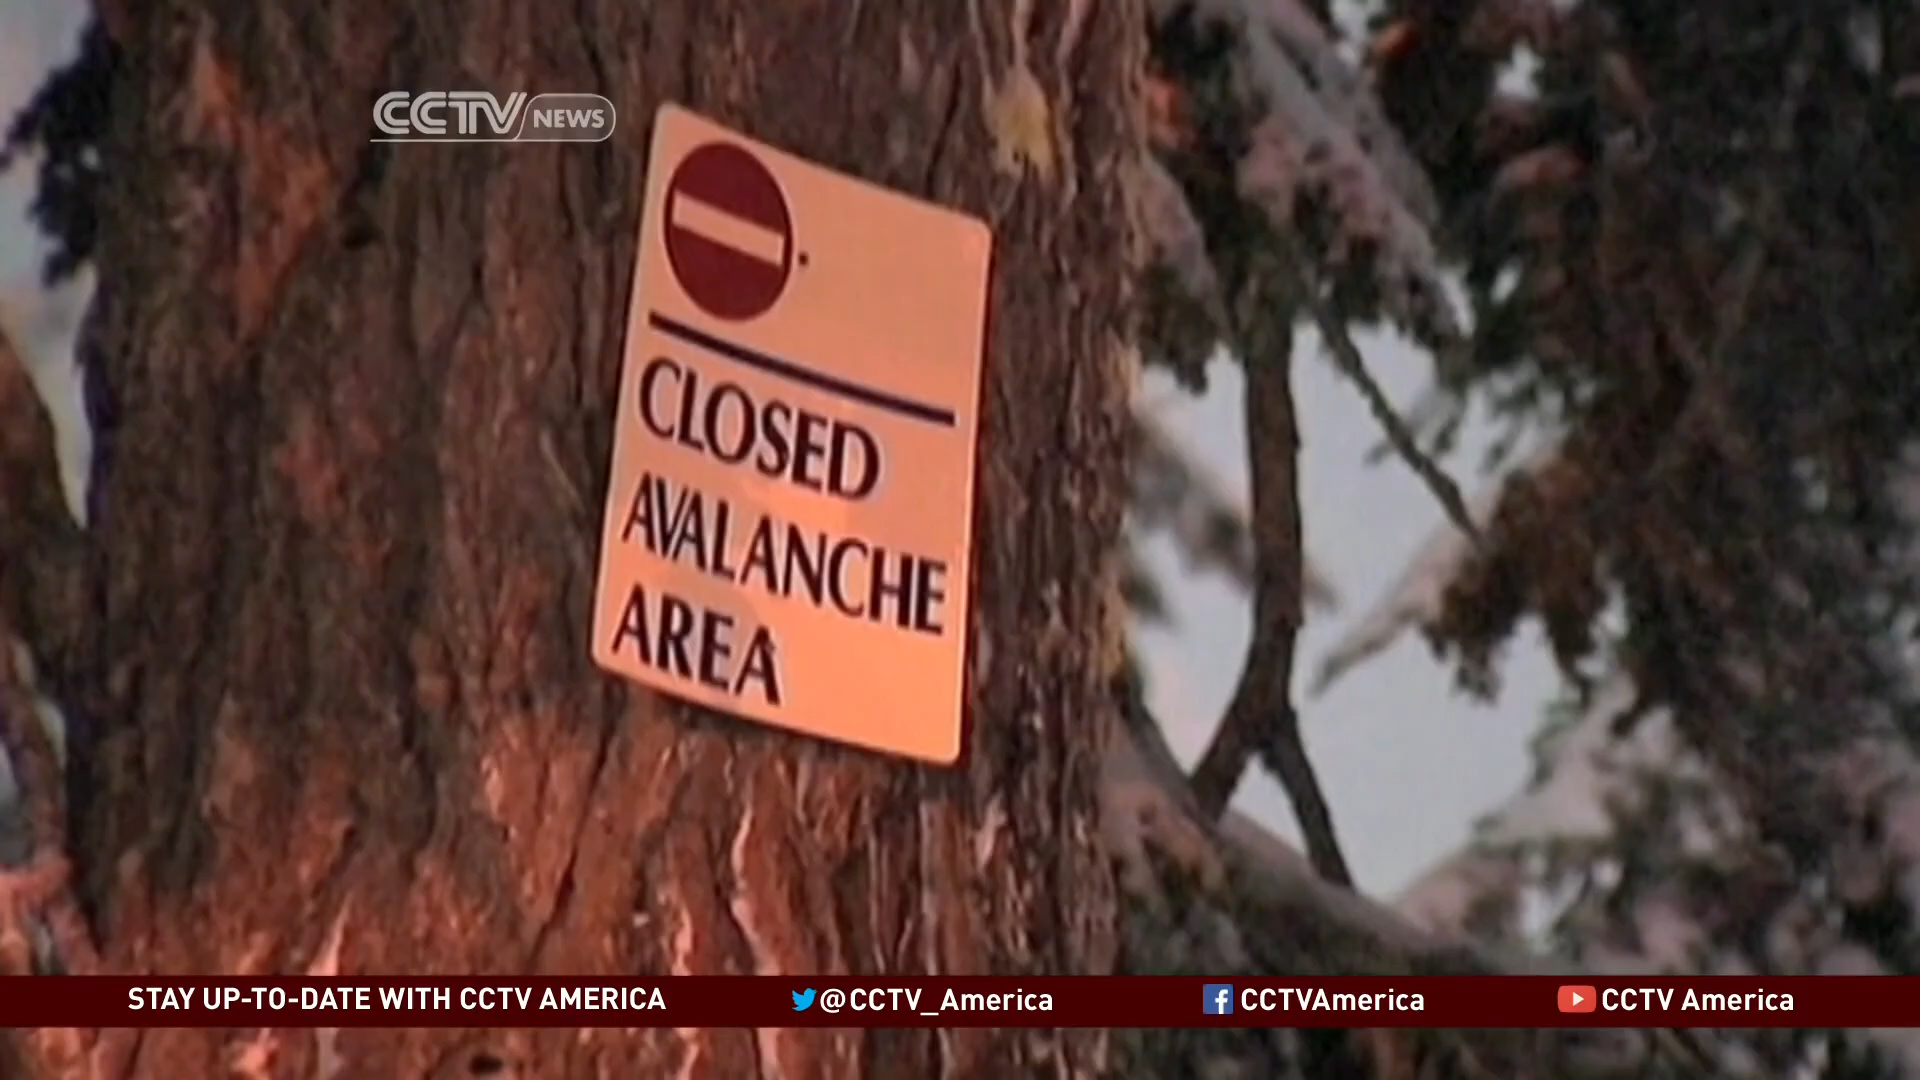 CCTV NEWS
CLOSED
AVALANCHE
AREA
STAY UP-TO-DATE WITH CCTV AMERICA
@CCTV_America
CCTVAmerica
CCTV America